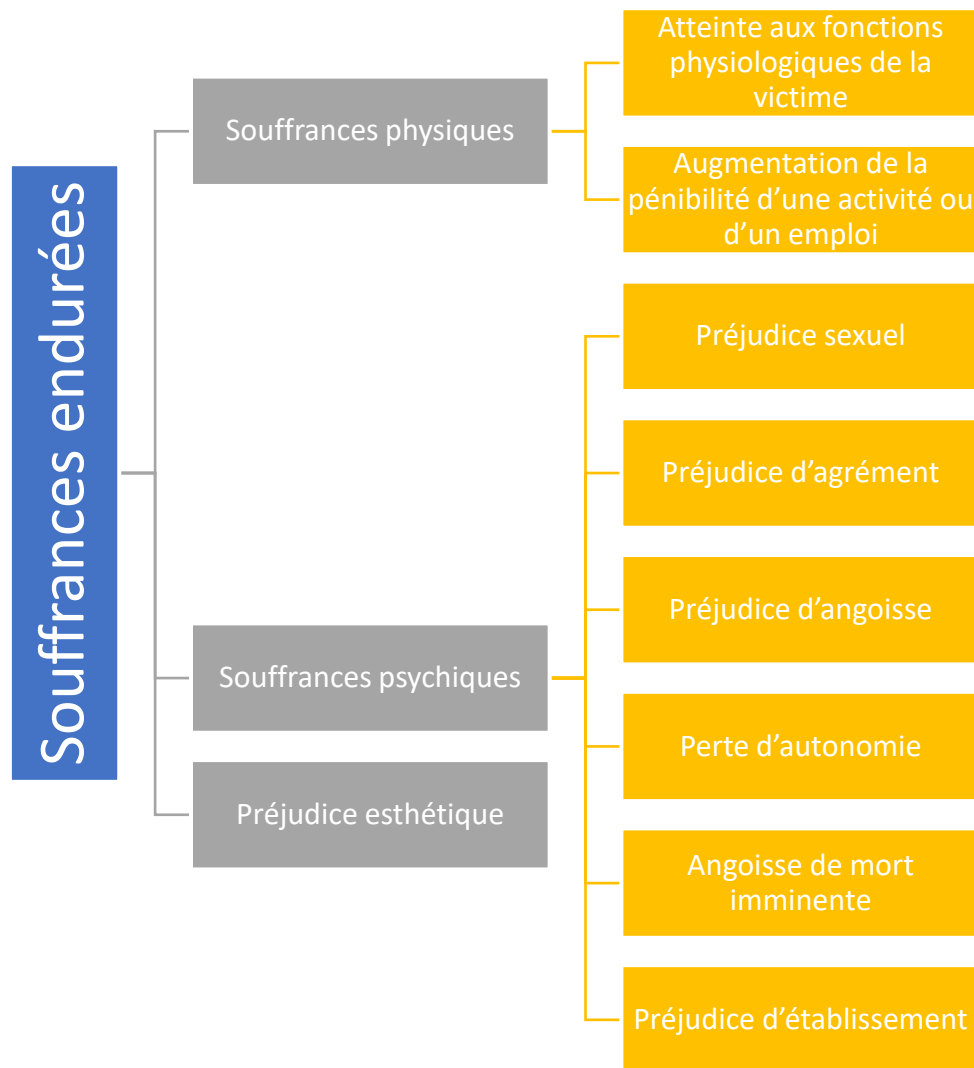 Souffrances endurées
Souffrances physiques
Atteinte aux fonctions
physiologiques de la
victime
Augmentation de la
pénibilité d’une activité ou
d’un emploi
Souffrances psychiques
Préjudice sexuel
Préjudice d’agrément
Préjudice d’angoisse
Perte d’autonomie
Angoisse de mort
imminente
Préjudice d’établissement
Préjudice esthétique